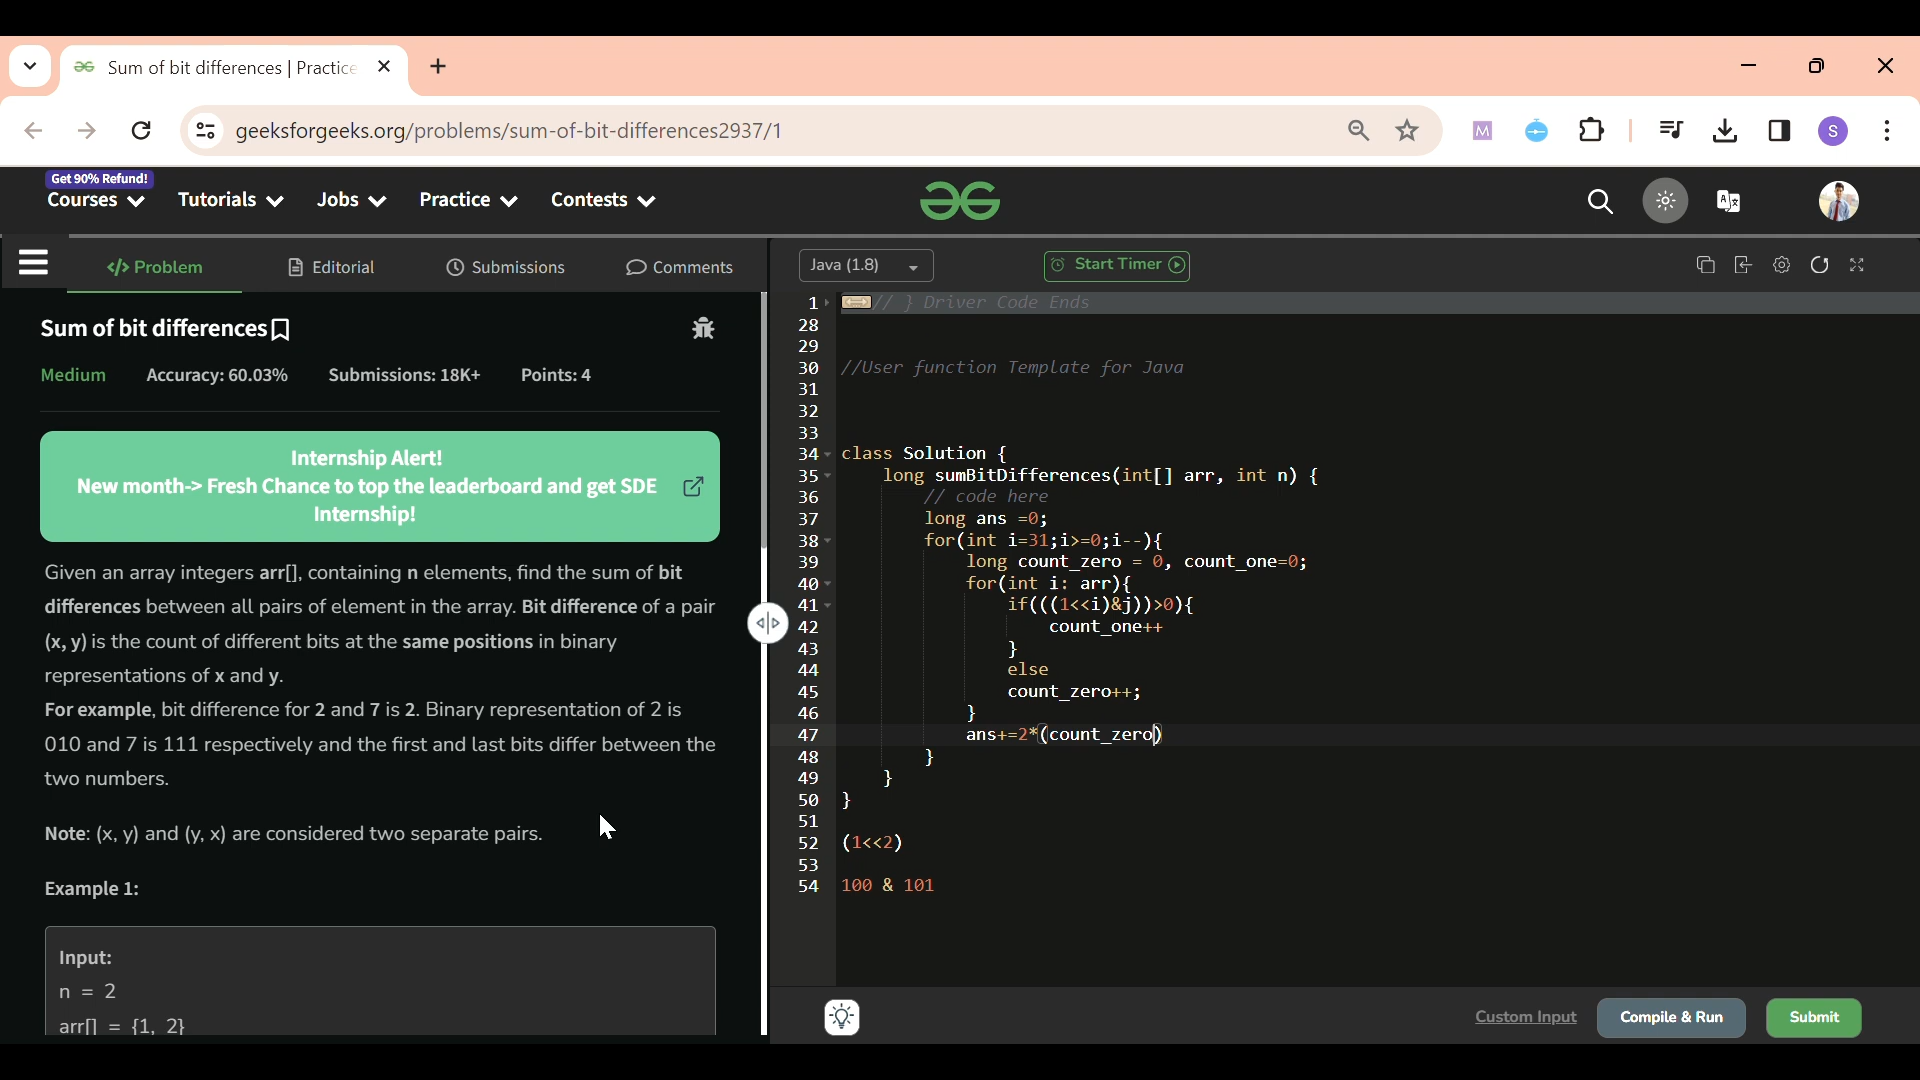 Sum of bit differences | Practice
geeksforgeeks.org/problems/sum-of-bit-differences2937/1
M
S
Get 90% Refund!
Courses Tutorials Jobs Practice Contests
</> Problem Editorial Submissions Comments
Java (1.8) Start Timer
Sum of bit differences
Medium Accuracy: 60.03% Submissions: 18K+ Points: 4
Internship Alert!
New month-> Fresh Chance to top the leaderboard and get SDE
Internship!
Given an array integers arr[], containing n elements, find the sum of bit
differences between all pairs of element in the array. Bit difference of a pair
(x, y) is the count of different bits at the same positions in binary
representations of x and y.
For example, bit difference for 2 and 7 is 2. Binary representation of 2 is
010 and 7 is 111 respectively and the first and last bits differ between the
two numbers.
Note: (x, y) and (y, x) are considered two separate pairs.
Example 1:
Input:
n = 2
arr[] = {1, 2}
1 // } Driver Code Ends
28
29
30 //User function Template for Java
31
32
33
34 class Solution {
35 long sumBitDifferences(int[] arr, int n) {
36 // code here
37 long ans =0;
38 for(int i=31;i>=0;i--){
39 long count_zero = 0, count_one=0;
40 for(int i: arr){
41 if(((1<<i)&j))>0){
42 count_one++
43 }
44 else
45 count_zero++;
46 }
47 ans+=2*(count_zero)
48 }
49 }
50 }
51
52 (1<<2)
53
54 100 & 101
Custom Input Compile & Run Submit